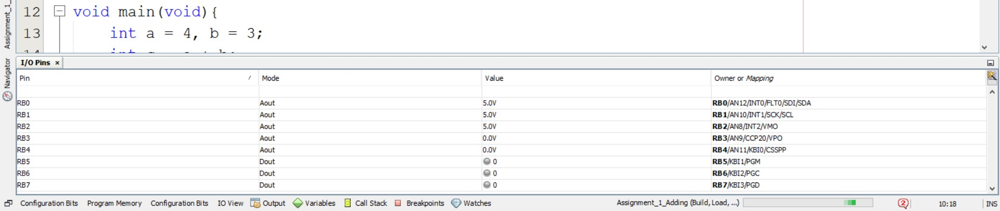 Assignment_1_
12 void main(void){
13 int a = 4, b = 3;
Navigator
I/O Pins ×
Pin / Mode Value Owner or Mapping
RB0 Aout 5.0V RB0/AN12/INT0/FLT0/SDI/SDA
RB1 Aout 5.0V RB1/AN10/INT1/SCK/SCL
RB2 Aout 5.0V RB2/AN8/INT2/VMO
RB3 Aout 0.0V RB3/AN9/CCP20/VPO
RB4 Aout 0.0V RB4/AN11/KBI0/CSSPP
RB5 Dout 0 RB5/KBI1/PGM
RB6 Dout 0 RB6/KBI2/PGC
RB7 Dout 0 RB7/KBI3/PGD
Configuration Bits Program Memory Configuration Bits IO View Output Variables Call Stack Breakpoints Watches Assignment_1_Adding (Build, Load, ...) 2 10:18 INS